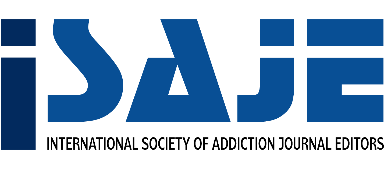 iSAJE
INTERNATIONAL SOCIETY OF ADDICTION JOURNAL EDITORS